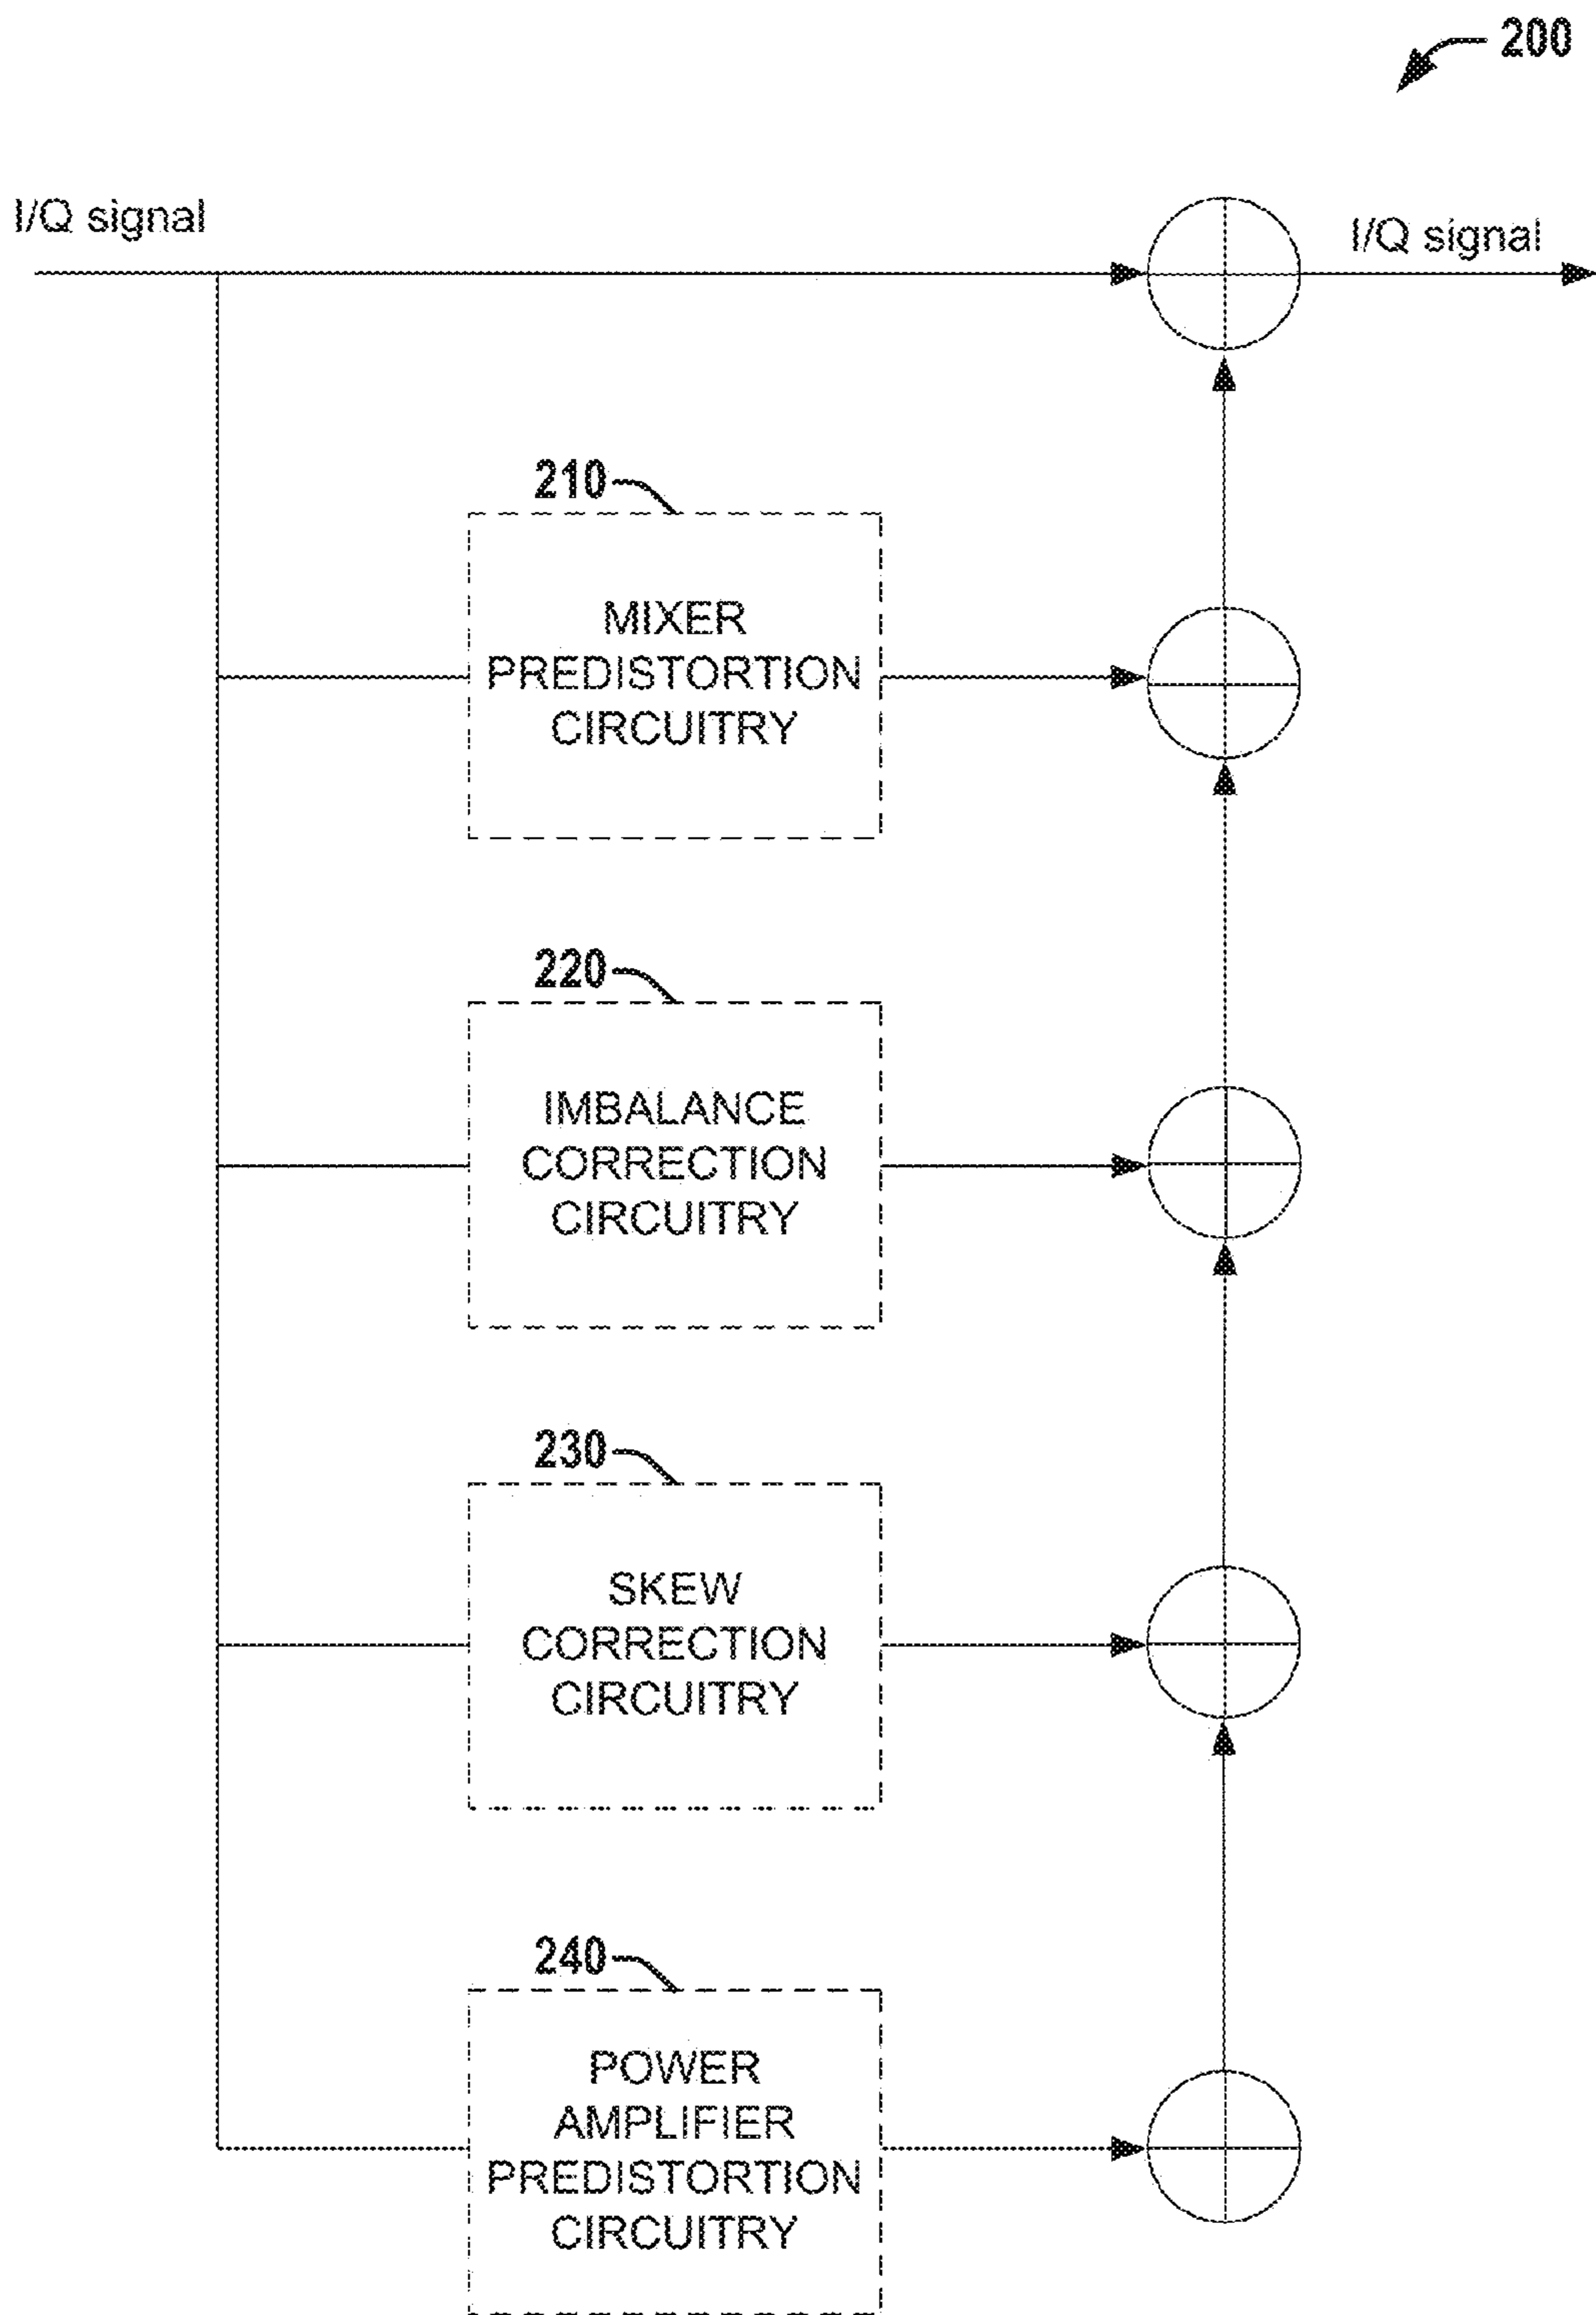 200
I/Q signal
I/Q signal
210
MIXER
PREDISTORTION
CIRCUITRY
220
IMBALANCE
CORRECTION
CIRCUITRY
230
SKEW
CORRECTION
CIRCUITRY
240
POWER
AMPLIFIER
PREDISTORTION
CIRCUITRY